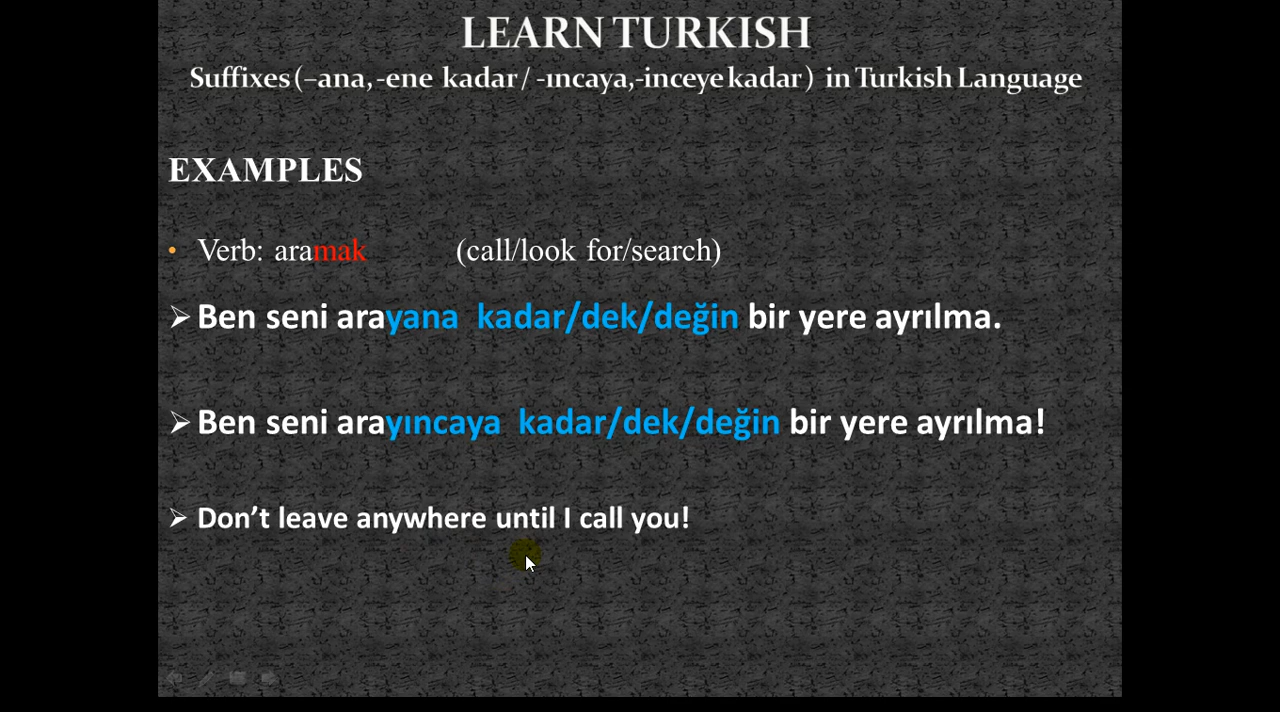 LEARN TURKISH
Suffixes (–ana, -ene kadar / -ıncaya,-inceye kadar ) in Turkish Language
EXAMPLES
• Verb: aramak (call/look for/search)
➢ Ben seni arayana kadar/dek/değin bir yere ayrılma.
➢ Ben seni arayıncaya kadar/dek/değin bir yere ayrılma!
➢ Don’t leave anywhere until I call you!